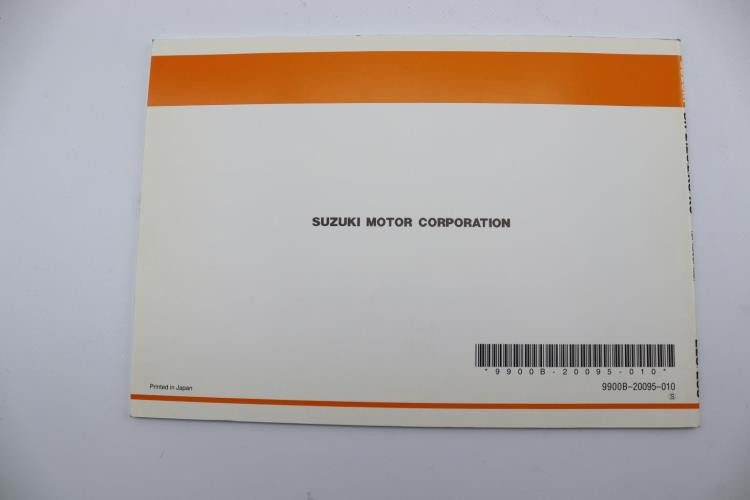 SUZUKI MOTOR CORPORATION
*9900B-20095-010*
Printed in Japan
9900B-20095-010
S